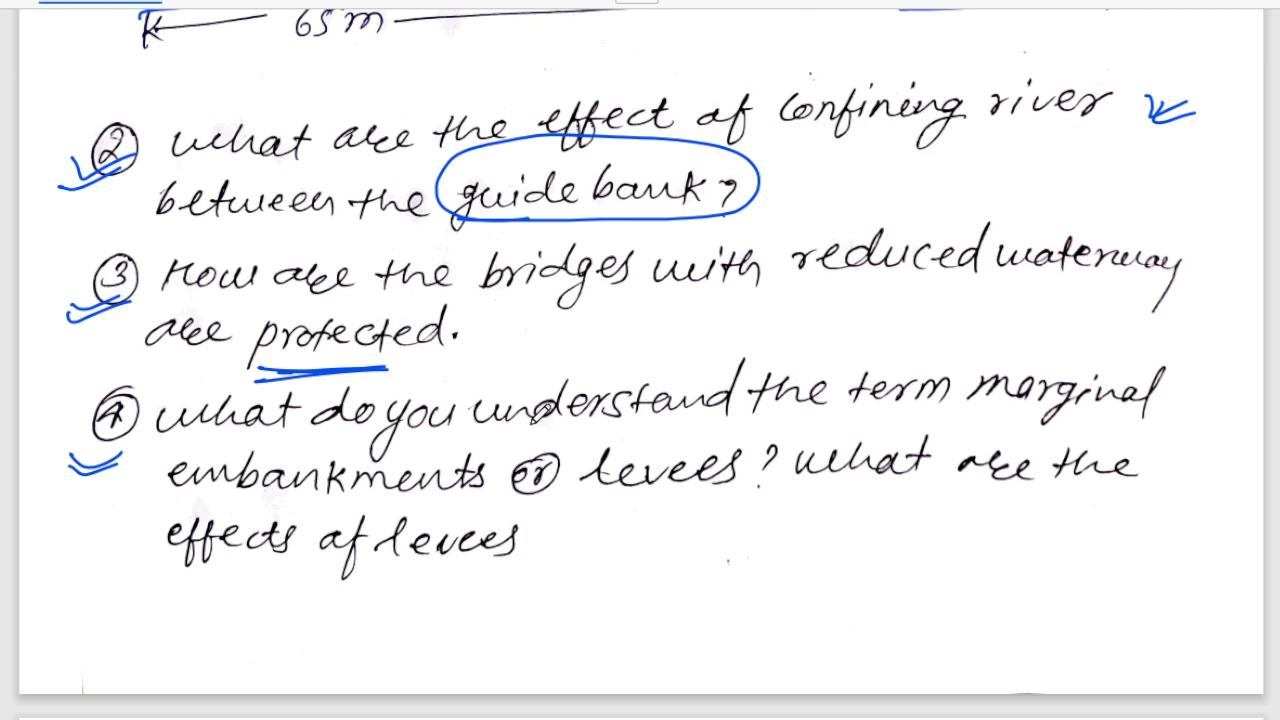 65m
② What are the effect of confining river
between the guide bank?
③ How are the bridges with reduced waterway
are protected.
④ What do you understand the term marginal
embankments or levees? What are the
effects of levees